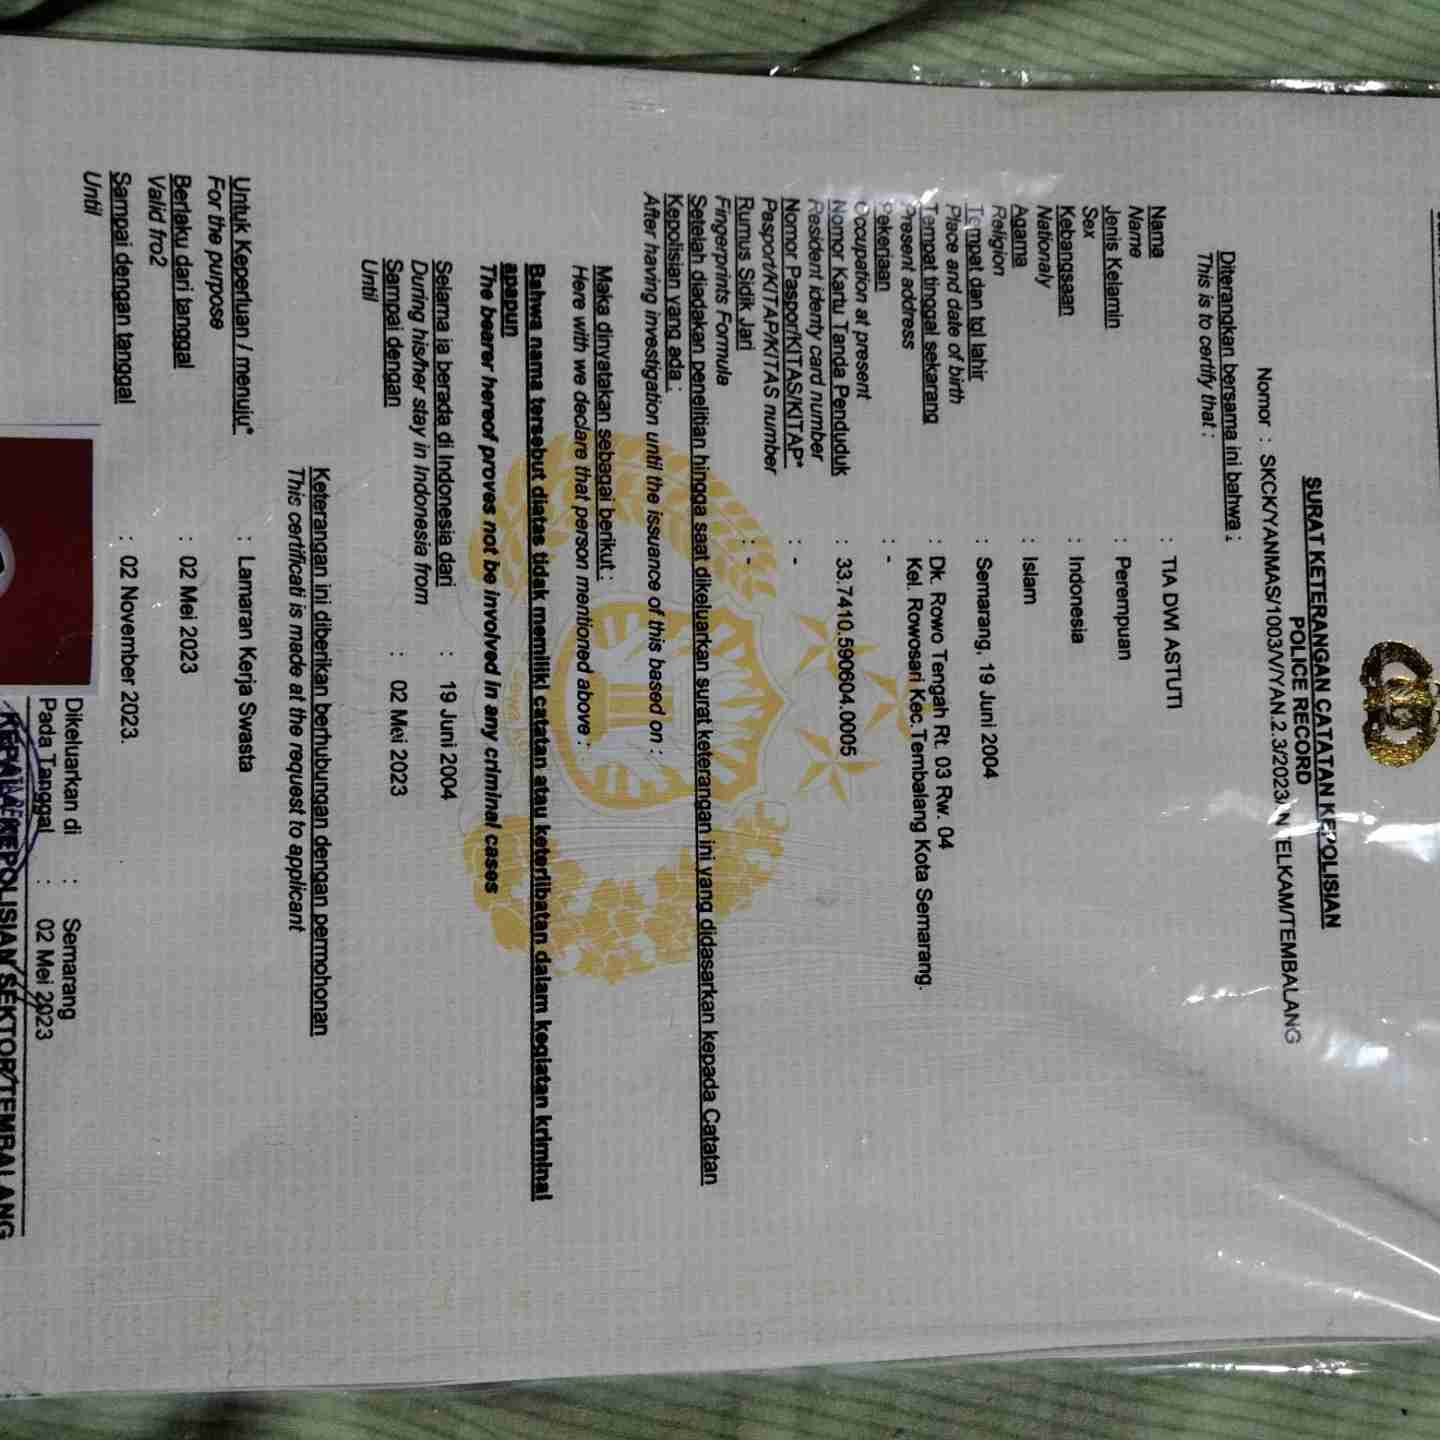 SURAT KETERANGAN CATATAN KEPOLISIAN
POLICE RECORD
Nomor : SKCK/YANMAS/1003/V/YAN.2.3/2023/INTELKAM/TEMBALANG
Diterangkan bersama ini bahwa :
This is to certify that :
Nama : TIA DWI ASTUTI
Name
Jenis Kelamin : Perempuan
Sex
Kebangsaan : Indonesia
Nationaly
Agama : Islam
Religion
Tempat dan tgl lahir : Semarang, 19 Juni 2004
Place and date of birth
Tempat tinggal sekarang : Dk. Rowo Tengah Rt. 03 Rw. 04
Present address Kel. Rowosari Kec.Tembalang Kota Semarang.
Pekerjaan : -
Occupation at present
Nomor Kartu Tanda Penduduk : 33.7410.590604.0005
Resident identy card number
Nomor Paspor/KITAS/KITAP* : -
Pasport/KITAP/KITAS number
Rumus Sidik Jari : -
Fingerprints Formula
Setelah diadakan penelitian hingga saat dikeluarkan surat keterangan ini yang didasarkan kepada Catatan
Kepolisian yang ada :
After having investigation until the issuance of this based on :
Maka dinyatakan sebagai berikut :
Here with we declare that person mentioned above :
Bahwa nama tersebut diatas tidak memiliki catatan atau keterlibatan dalam kegiatan kriminal
apapun
The bearer hereof proves not be involved in any criminal cases
Selama ia berada di Indonesia dari : 19 Juni 2004
During his/her stay in Indonesia from
Sampai dengan : 02 Mei 2023
Until
Keterangan ini diberikan berhubungan dengan permohonan
This certificati is made at the request to applicant
Untuk Keperluan / menuju* : Lamaran Kerja Swasta
For the purpose
Berlaku dari tanggal : 02 Mei 2023
Valid fro2
Sampai dengan tanggal : 02 November 2023.
Until
Dikeluarkan di : Semarang
Pada Tanggal : 02 Mei 2023
KEPALA KEPOLISIAN SEKTOR TEMBALANG